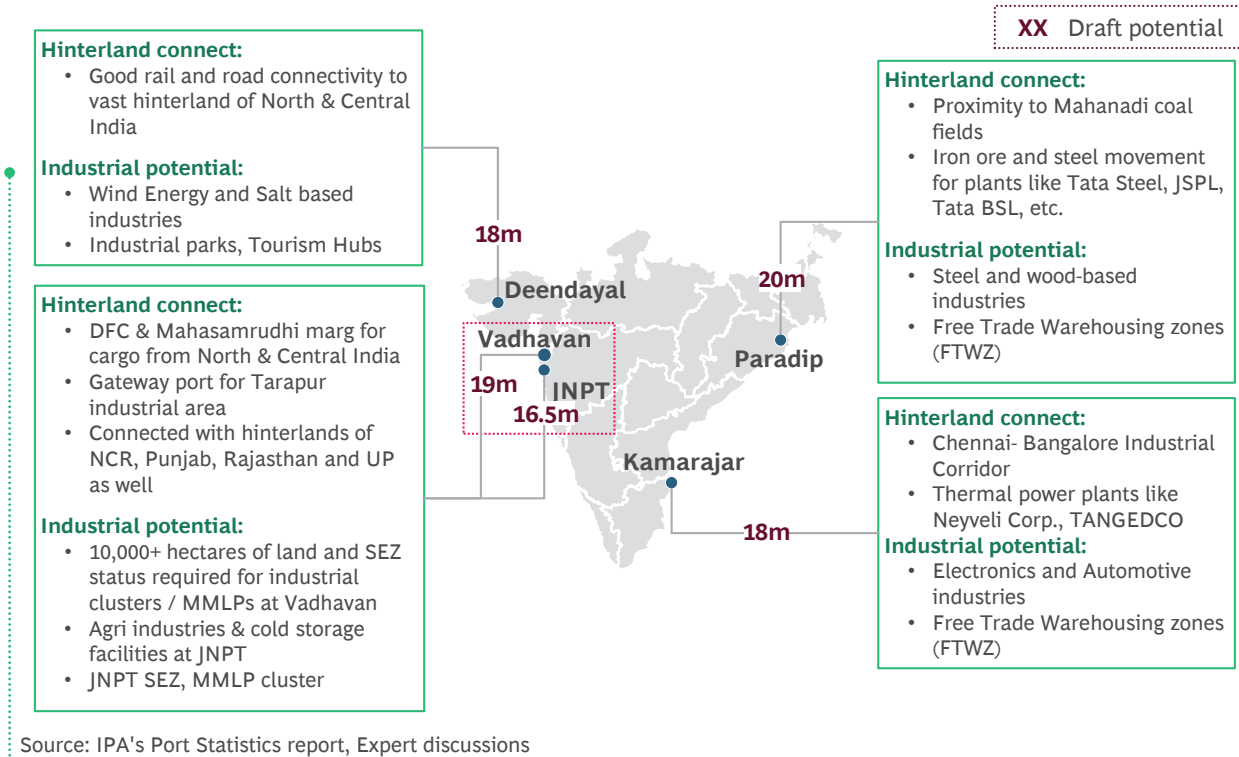 XX Draft potential
Hinterland connect:
• Good rail and road connectivity to
vast hinterland of North & Central
India
Industrial potential:
• Wind Energy and Salt based
industries
• Industrial parks, Tourism Hubs
Hinterland connect:
• DFC & Mahasamrudhi marg for
cargo from North & Central India
• Gateway port for Tarapur
industrial area
• Connected with hinterlands of
NCR, Punjab, Rajasthan and UP
as well
Industrial potential:
• 10,000+ hectares of land and SEZ
status required for industrial
clusters / MMLPs at Vadhavan
• Agri industries & cold storage
facilities at JNPT
• JNPT SEZ, MMLP cluster
18m
Deendayal
Vadhavan
19m
JNPT
16.5m
20m
Paradip
Kamarajar
18m
Hinterland connect:
• Proximity to Mahanadi coal
fields
• Iron ore and steel movement
for plants like Tata Steel, JSPL,
Tata BSL, etc.
Industrial potential:
• Steel and wood-based
industries
• Free Trade Warehousing zones
(FTWZ)
Hinterland connect:
• Chennai- Bangalore Industrial
Corridor
• Thermal power plants like
Neyveli Corp., TANGEDCO
Industrial potential:
• Electronics and Automotive
industries
• Free Trade Warehousing zones
(FTWZ)
Source: IPA's Port Statistics report, Expert discussions